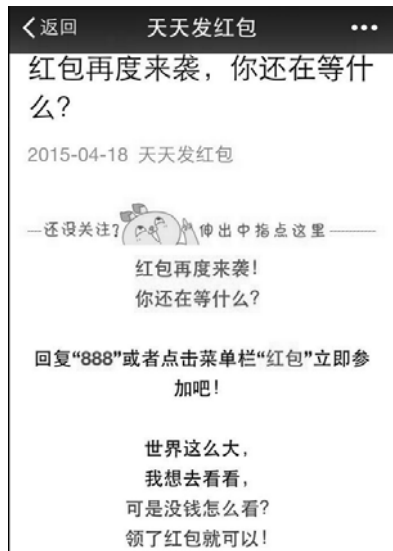 返回 天天发红包 •••
红包再度来袭，你还在等什
么？
2015-04-18 天天发红包
还没关注？ 伸出中指点这里
红包再度来袭！
你还在等什么？
回复“888”或者点击菜单栏“红包”立即参
加吧！
世界这么大，
我想去看看，
可是没钱怎么看？
领了红包就可以！